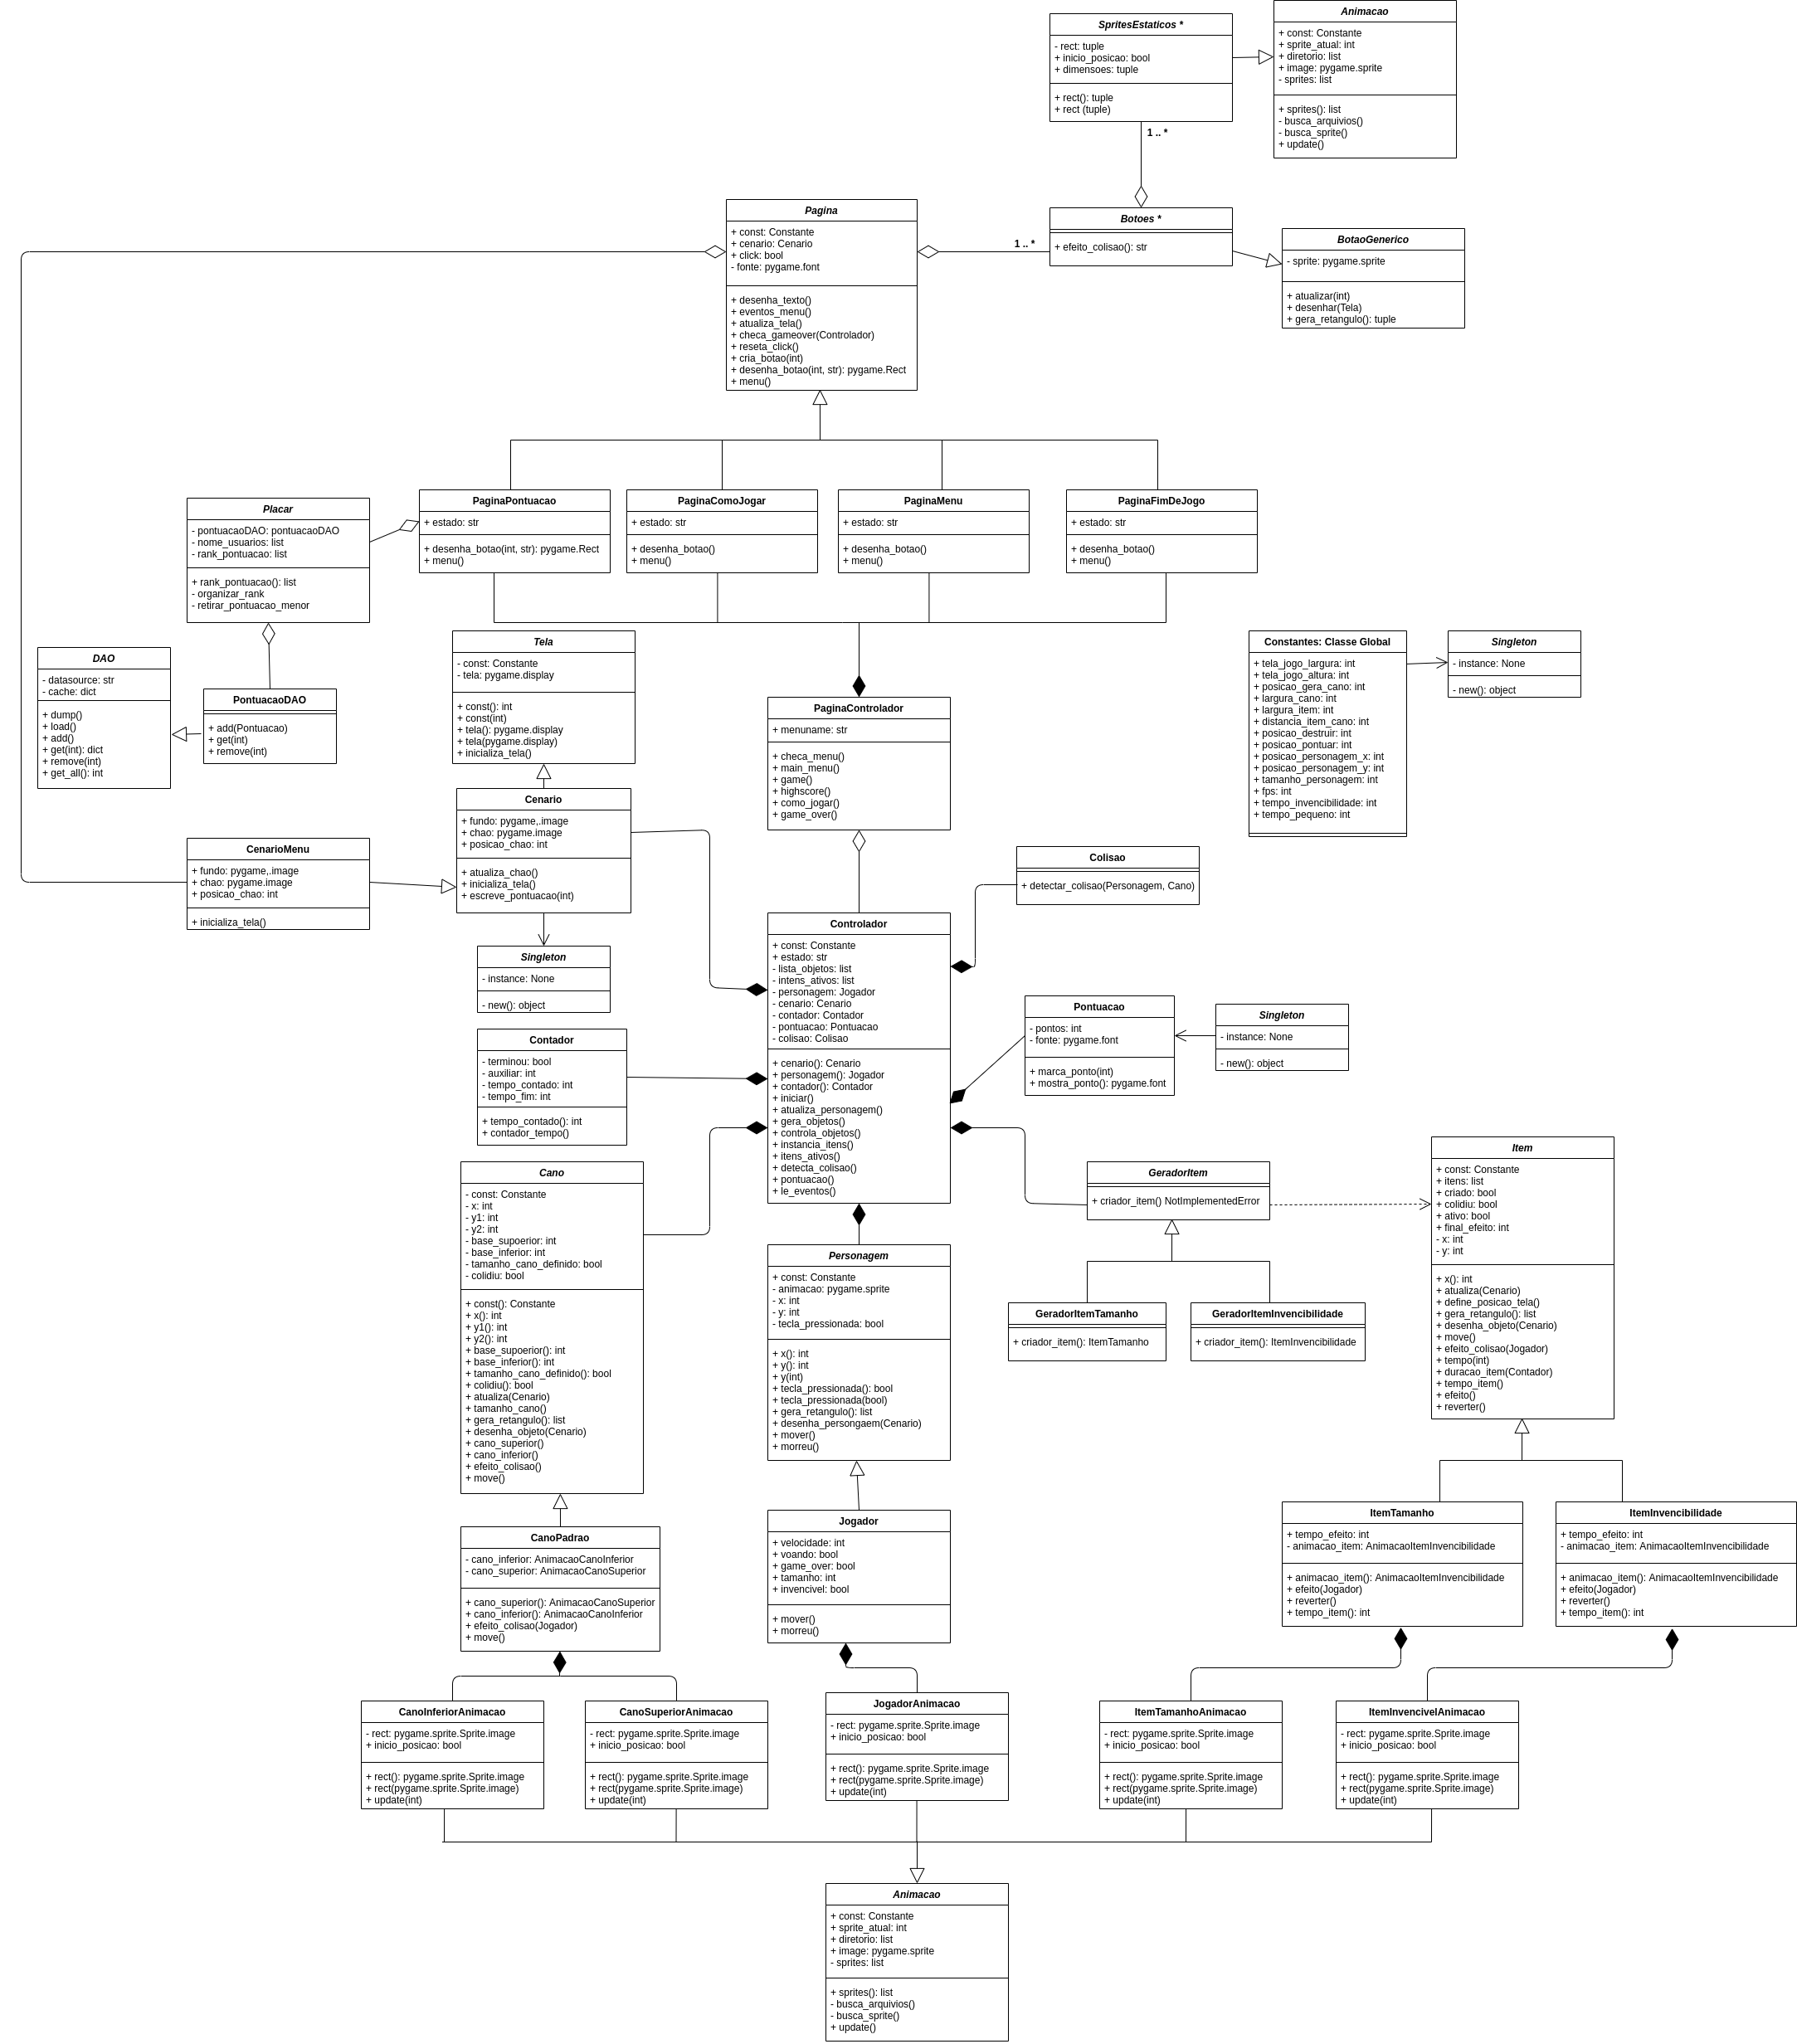 SpritesEstaticos *
- rect: tuple
+ inicio_posicao: bool
+ dimensoes: tuple
+ rect(): tuple
+ rect (tuple)
Animacao
+ const: Constante
+ sprite_atual: int
+ diretorio: list
+ image: pygame.sprite
- sprites: list
+ sprites(): list
- busca_arquivios()
- busca_sprite()
+ update()
1 .. *
Pagina
+ const: Constante
+ cenario: Cenario
+ click: bool
- fonte: pygame.font
+ desenha_texto()
+ eventos_menu()
+ atualiza_tela()
+ checa_gameover(Controlador)
+ reseta_click()
+ cria_botao(int)
+ desenha_botao(int, str): pygame.Rect
+ menu()
1 .. *
Botoes *
+ efeito_colisao(): str
BotaoGenerico
- sprite: pygame.sprite
+ atualizar(int)
+ desenhar(Tela)
+ gera_retangulo(): tuple
Placar
- pontuacaoDAO: pontuacaoDAO
- nome_usuarios: list
- rank_pontuacao: list
+ rank_pontuacao(): list
- organizar_rank
- retirar_pontuacao_menor
PaginaPontuacao
+ estado: str
+ desenha_botao(int, str): pygame.Rect
+ menu()
PaginaComoJogar
+ estado: str
+ desenha_botao()
+ menu()
PaginaMenu
+ estado: str
+ desenha_botao()
+ menu()
PaginaFimDeJogo
+ estado: str
+ desenha_botao()
+ menu()
DAO
- datasource: str
- cache: dict
+ dump()
+ load()
+ add()
+ get(int): dict
+ remove(int)
+ get_all(): int
PontuacaoDAO
+ add(Pontuacao)
+ get(int)
+ remove(int)
Tela
- const: Constante
- tela: pygame.display
+ const(): int
+ const(int)
+ tela(): pygame.display
+ tela(pygame.display)
+ inicializa_tela()
PaginaControlador
+ menuname: str
+ checa_menu()
+ main_menu()
+ game()
+ highscore()
+ como_jogar()
+ game_over()
Constantes: Classe Global
+ tela_jogo_largura: int
+ tela_jogo_altura: int
+ posicao_gera_cano: int
+ largura_cano: int
+ largura_item: int
+ distancia_item_cano: int
+ posicao_destruir: int
+ posicao_pontuar: int
+ posicao_personagem_x: int
+ posicao_personagem_y: int
+ tamanho_personagem: int
+ fps: int
+ tempo_invencibilidade: int
+ tempo_pequeno: int
Singleton
- instance: None
- new(): object
CenarioMenu
+ fundo: pygame,.image
+ chao: pygame.image
+ posicao_chao: int
+ inicializa_tela()
Cenario
+ fundo: pygame,.image
+ chao: pygame.image
+ posicao_chao: int
+ atualiza_chao()
+ inicializa_tela()
+ escreve_pontuacao(int)
Colisao
+ detectar_colisao(Personagem, Cano)
Singleton
- instance: None
- new(): object
Controlador
+ const: Constante
+ estado: str
- lista_objetos: list
- intens_ativos: list
- personagem: Jogador
- cenario: Cenario
- contador: Contador
- pontuacao: Pontuacao
- colisao: Colisao
+ cenario(): Cenario
+ personagem(): Jogador
+ contador(): Contador
+ iniciar()
+ atualiza_personagem()
+ gera_objetos()
+ controla_objetos()
+ instancia_itens()
+ itens_ativos()
+ detecta_colisao()
+ pontuacao()
+ le_eventos()
Pontuacao
- pontos: int
- fonte: pygame.font
+ marca_ponto(int)
+ mostra_ponto(): pygame.font
Singleton
- instance: None
- new(): object
Contador
- terminou: bool
- auxiliar: int
- tempo_contado: int
- tempo_fim: int
+ tempo_contado(): int
+ contador_tempo()
Cano
- const: Constante
- x: int
- y1: int
- y2: int
- base_supoerior: int
- base_inferior: int
- tamanho_cano_definido: bool
- colidiu: bool
+ const(): Constante
+ x(): int
+ y1(): int
+ y2(): int
+ base_supoerior(): int
+ base_inferior(): int
+ tamanho_cano_definido(): bool
+ colidiu(): bool
+ atualiza(Cenario)
+ tamanho_cano()
+ gera_retangulo(): list
+ desenha_objeto(Cenario)
+ cano_superior()
+ cano_inferior()
+ efeito_colisao()
+ move()
Personagem
+ const: Constante
- animacao: pygame.sprite
- x: int
- y: int
- tecla_pressionada: bool
+ x(): int
+ y(): int
+ y(int)
+ tecla_pressionada(): bool
+ tecla_pressionada(bool)
+ gera_retangulo(): list
+ desenha_persongaem(Cenario)
+ mover()
+ morreu()
GeradorItem
+ criador_item() NotImplementedError
GeradorItemTamanho
+ criador_item(): ItemTamanho
GeradorItemInvencibilidade
+ criador_item(): ItemInvencibilidade
Item
+ const: Constante
+ itens: list
+ criado: bool
+ colidiu: bool
+ ativo: bool
+ final_efeito: int
- x: int
- y: int
+ x(): int
+ atualiza(Cenario)
+ define_posicao_tela()
+ gera_retangulo(): list
+ desenha_objeto(Cenario)
+ move()
+ efeito_colisao(Jogador)
+ tempo(int)
+ duracao_item(Contador)
+ tempo_item()
+ efeito()
+ reverter()
CanoPadrao
- cano_inferior: AnimacaoCanoInferior
- cano_superior: AnimacaoCanoSuperior
+ cano_superior(): AnimacaoCanoSuperior
+ cano_inferior(): AnimacaoCanoInferior
+ efeito_colisao(Jogador)
+ move()
Jogador
+ velocidade: int
+ voando: bool
+ game_over: bool
+ tamanho: int
+ invencivel: bool
+ mover()
+ morreu()
ItemTamanho
+ tempo_efeito: int
- animacao_item: AnimacaoItemInvencibilidade
+ animacao_item(): AnimacaoItemInvencibilidade
+ efeito(Jogador)
+ reverter()
+ tempo_item(): int
ItemInvencibilidade
+ tempo_efeito: int
- animacao_item: AnimacaoItemInvencibilidade
+ animacao_item(): AnimacaoItemInvencibilidade
+ efeito(Jogador)
+ reverter()
+ tempo_item(): int
CanoInferiorAnimacao
- rect: pygame.sprite.Sprite.image
+ inicio_posicao: bool
+ rect(): pygame.sprite.Sprite.image
+ rect(pygame.sprite.Sprite.image)
+ update(int)
CanoSuperiorAnimacao
- rect: pygame.sprite.Sprite.image
+ inicio_posicao: bool
+ rect(): pygame.sprite.Sprite.image
+ rect(pygame.sprite.Sprite.image)
+ update(int)
JogadorAnimacao
- rect: pygame.sprite.Sprite.image
+ inicio_posicao: bool
+ rect(): pygame.sprite.Sprite.image
+ rect(pygame.sprite.Sprite.image)
+ update(int)
ItemTamanhoAnimacao
- rect: pygame.sprite.Sprite.image
+ inicio_posicao: bool
+ rect(): pygame.sprite.Sprite.image
+ rect(pygame.sprite.Sprite.image)
+ update(int)
ItemInvencivelAnimacao
- rect: pygame.sprite.Sprite.image
+ inicio_posicao: bool
+ rect(): pygame.sprite.Sprite.image
+ rect(pygame.sprite.Sprite.image)
+ update(int)
Animacao
+ const: Constante
+ sprite_atual: int
+ diretorio: list
+ image: pygame.sprite
- sprites: list
+ sprites(): list
- busca_arquivios()
- busca_sprite()
+ update()